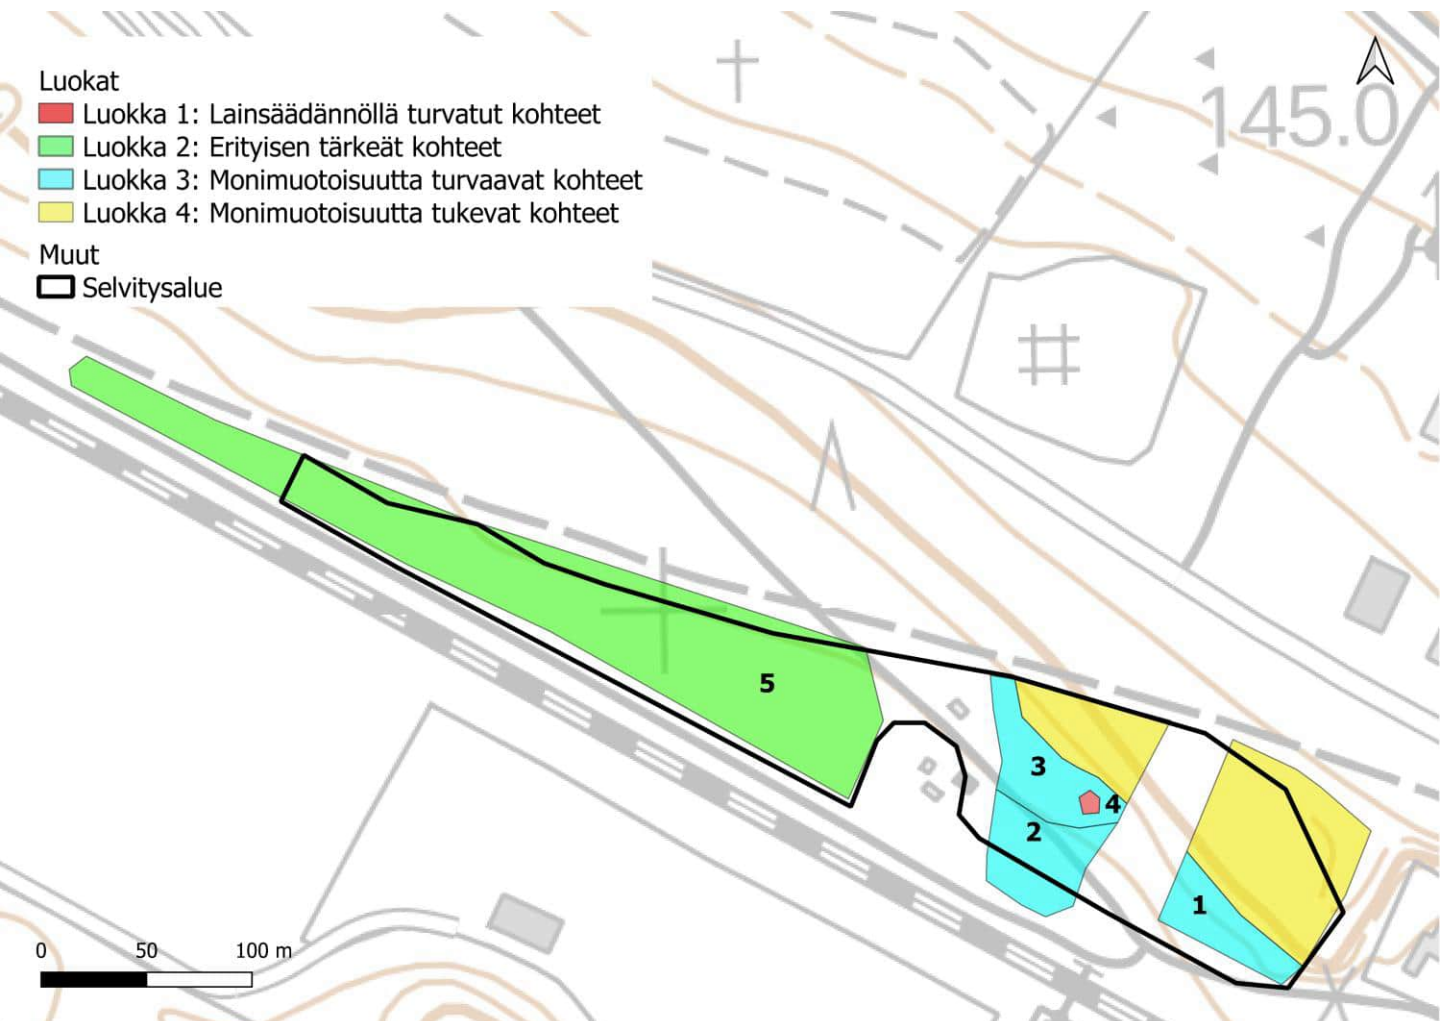 Luokat
Luokka 1: Lainsäädännöllä turvatut kohteet
Luokka 2: Erityisen tärkeät kohteet
Luokka 3: Monimuotoisuutta turvaavat kohteet
Luokka 4: Monimuotoisuutta tukevat kohteet
Muut
Selvitysalue
145.0
5
3
4
2
1
0 50 100 m